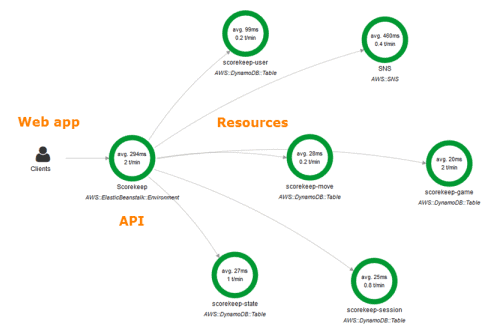 avg. 99ms
0.2 t/min
scorekeep-user
AWS::DynamoDB::Table
avg. 460ms
0.4 t/min
SNS
AWS::SNS
Web app
Resources
Clients
avg. 294ms
2 t/min
Scorekeep
AWS::ElasticBeanstalk::Environment
avg. 28ms
0.2 t/min
scorekeep-move
AWS::DynamoDB::Table
avg. 20ms
2 t/min
scorekeep-game
AWS::DynamoDB::Table
API
avg. 27ms
1 t/min
scorekeep-state
AWS::DynamoDB::Table
avg. 25ms
0.8 t/min
scorekeep-session
AWS::DynamoDB::Table